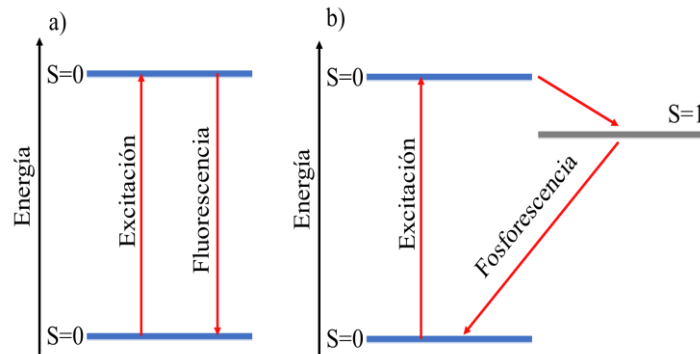 a)
S=0
Energía
Excitación
Fluorescencia
S=0
b)
S=0
S=1
Energía
Excitación
Fosforescencia
S=0